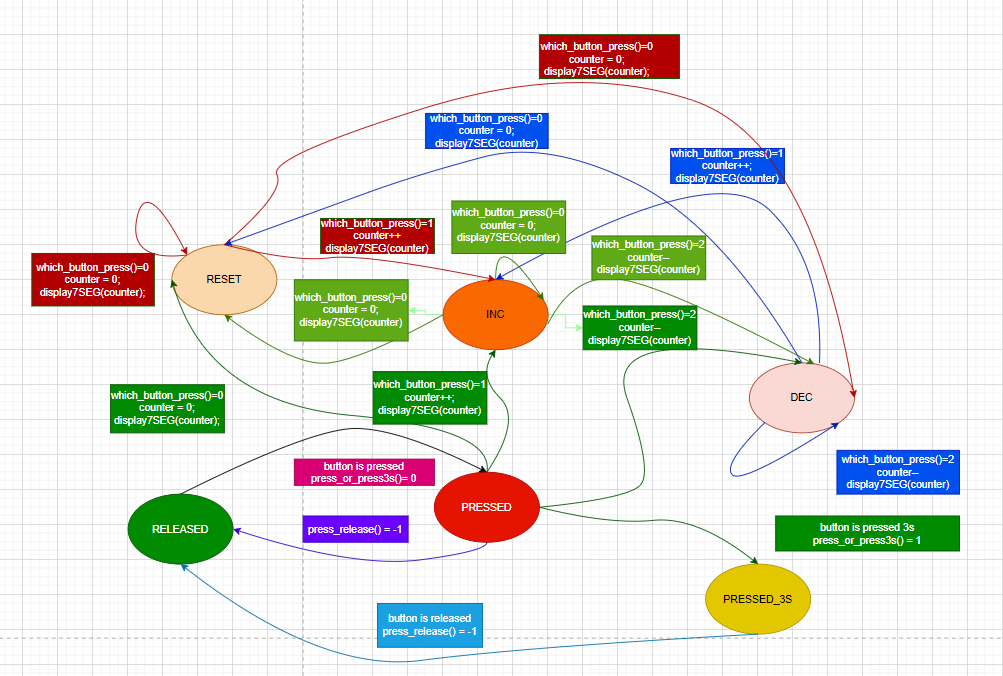 which_button_press()=0
counter = 0;
display7SEG(counter);
which_button_press()=0
counter = 0;
display7SEG(counter)
which_button_press()=1
counter++;
display7SEG(counter)
which_button_press()=0
counter = 0;
display7SEG(counter)
which_button_press()=1
counter++
display7SEG(counter)
which_button_press()=2
counter--
display7SEG(counter)
which_button_press()=0
counter = 0;
display7SEG(counter);
RESET
which_button_press()=0
counter = 0;
display7SEG(counter)
INC
which_button_press()=2
counter--
display7SEG(counter)
which_button_press()=0
counter = 0;
display7SEG(counter);
which_button_press()=1
counter++;
display7SEG(counter)
DEC
button is pressed
press_or_press3s()= 0
which_button_press()=2
counter--
display7SEG(counter)
RELEASED
press_release() = -1
PRESSED
button is pressed 3s
press_or_press3s() = 1
PRESSED_3S
button is released
press_release() = -1